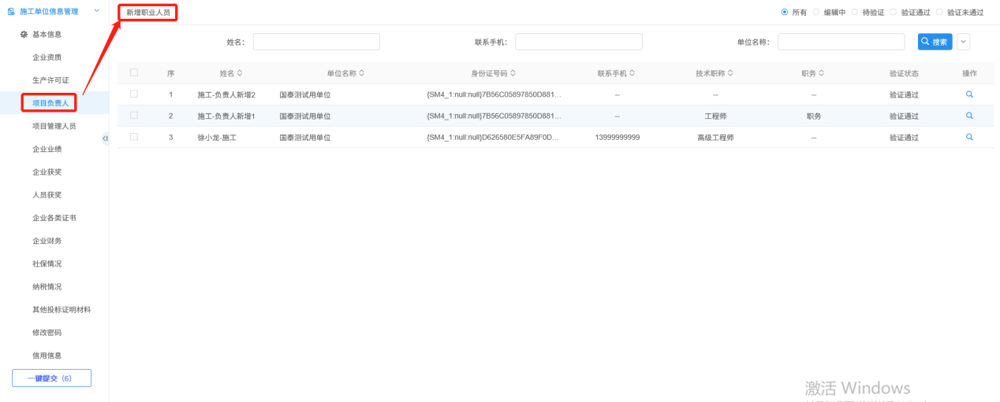 施工单位信息管理
新增职业人员
所有 编辑中 待验证 验证通过 验证未通过
基本信息
企业资质
生产许可证
项目负责人
项目管理人员
企业业绩
企业获奖
人员获奖
企业各类证书
企业财务
社保情况
纳税情况
其他投标证明材料
修改密码
信用信息
一键提交（6）
姓名： 联系手机： 单位名称： 搜索
序 姓名 单位名称 身份证号码 联系手机 技术职称 职务 验证状态 操作
1 施工-负责人新增2 国泰测试用单位 {SM4_1:null:null}7B56C05897850D881... -- -- -- 验证通过
2 施工-负责人新增1 国泰测试用单位 {SM4_1:null:null}7B56C05897850D881... -- 工程师 职务 验证通过
3 徐小龙-施工 国泰测试用单位 {SM4_1:null:null}D626580E5FA89F0D... 13999999999 高级工程师 -- 验证通过
激活 Windows